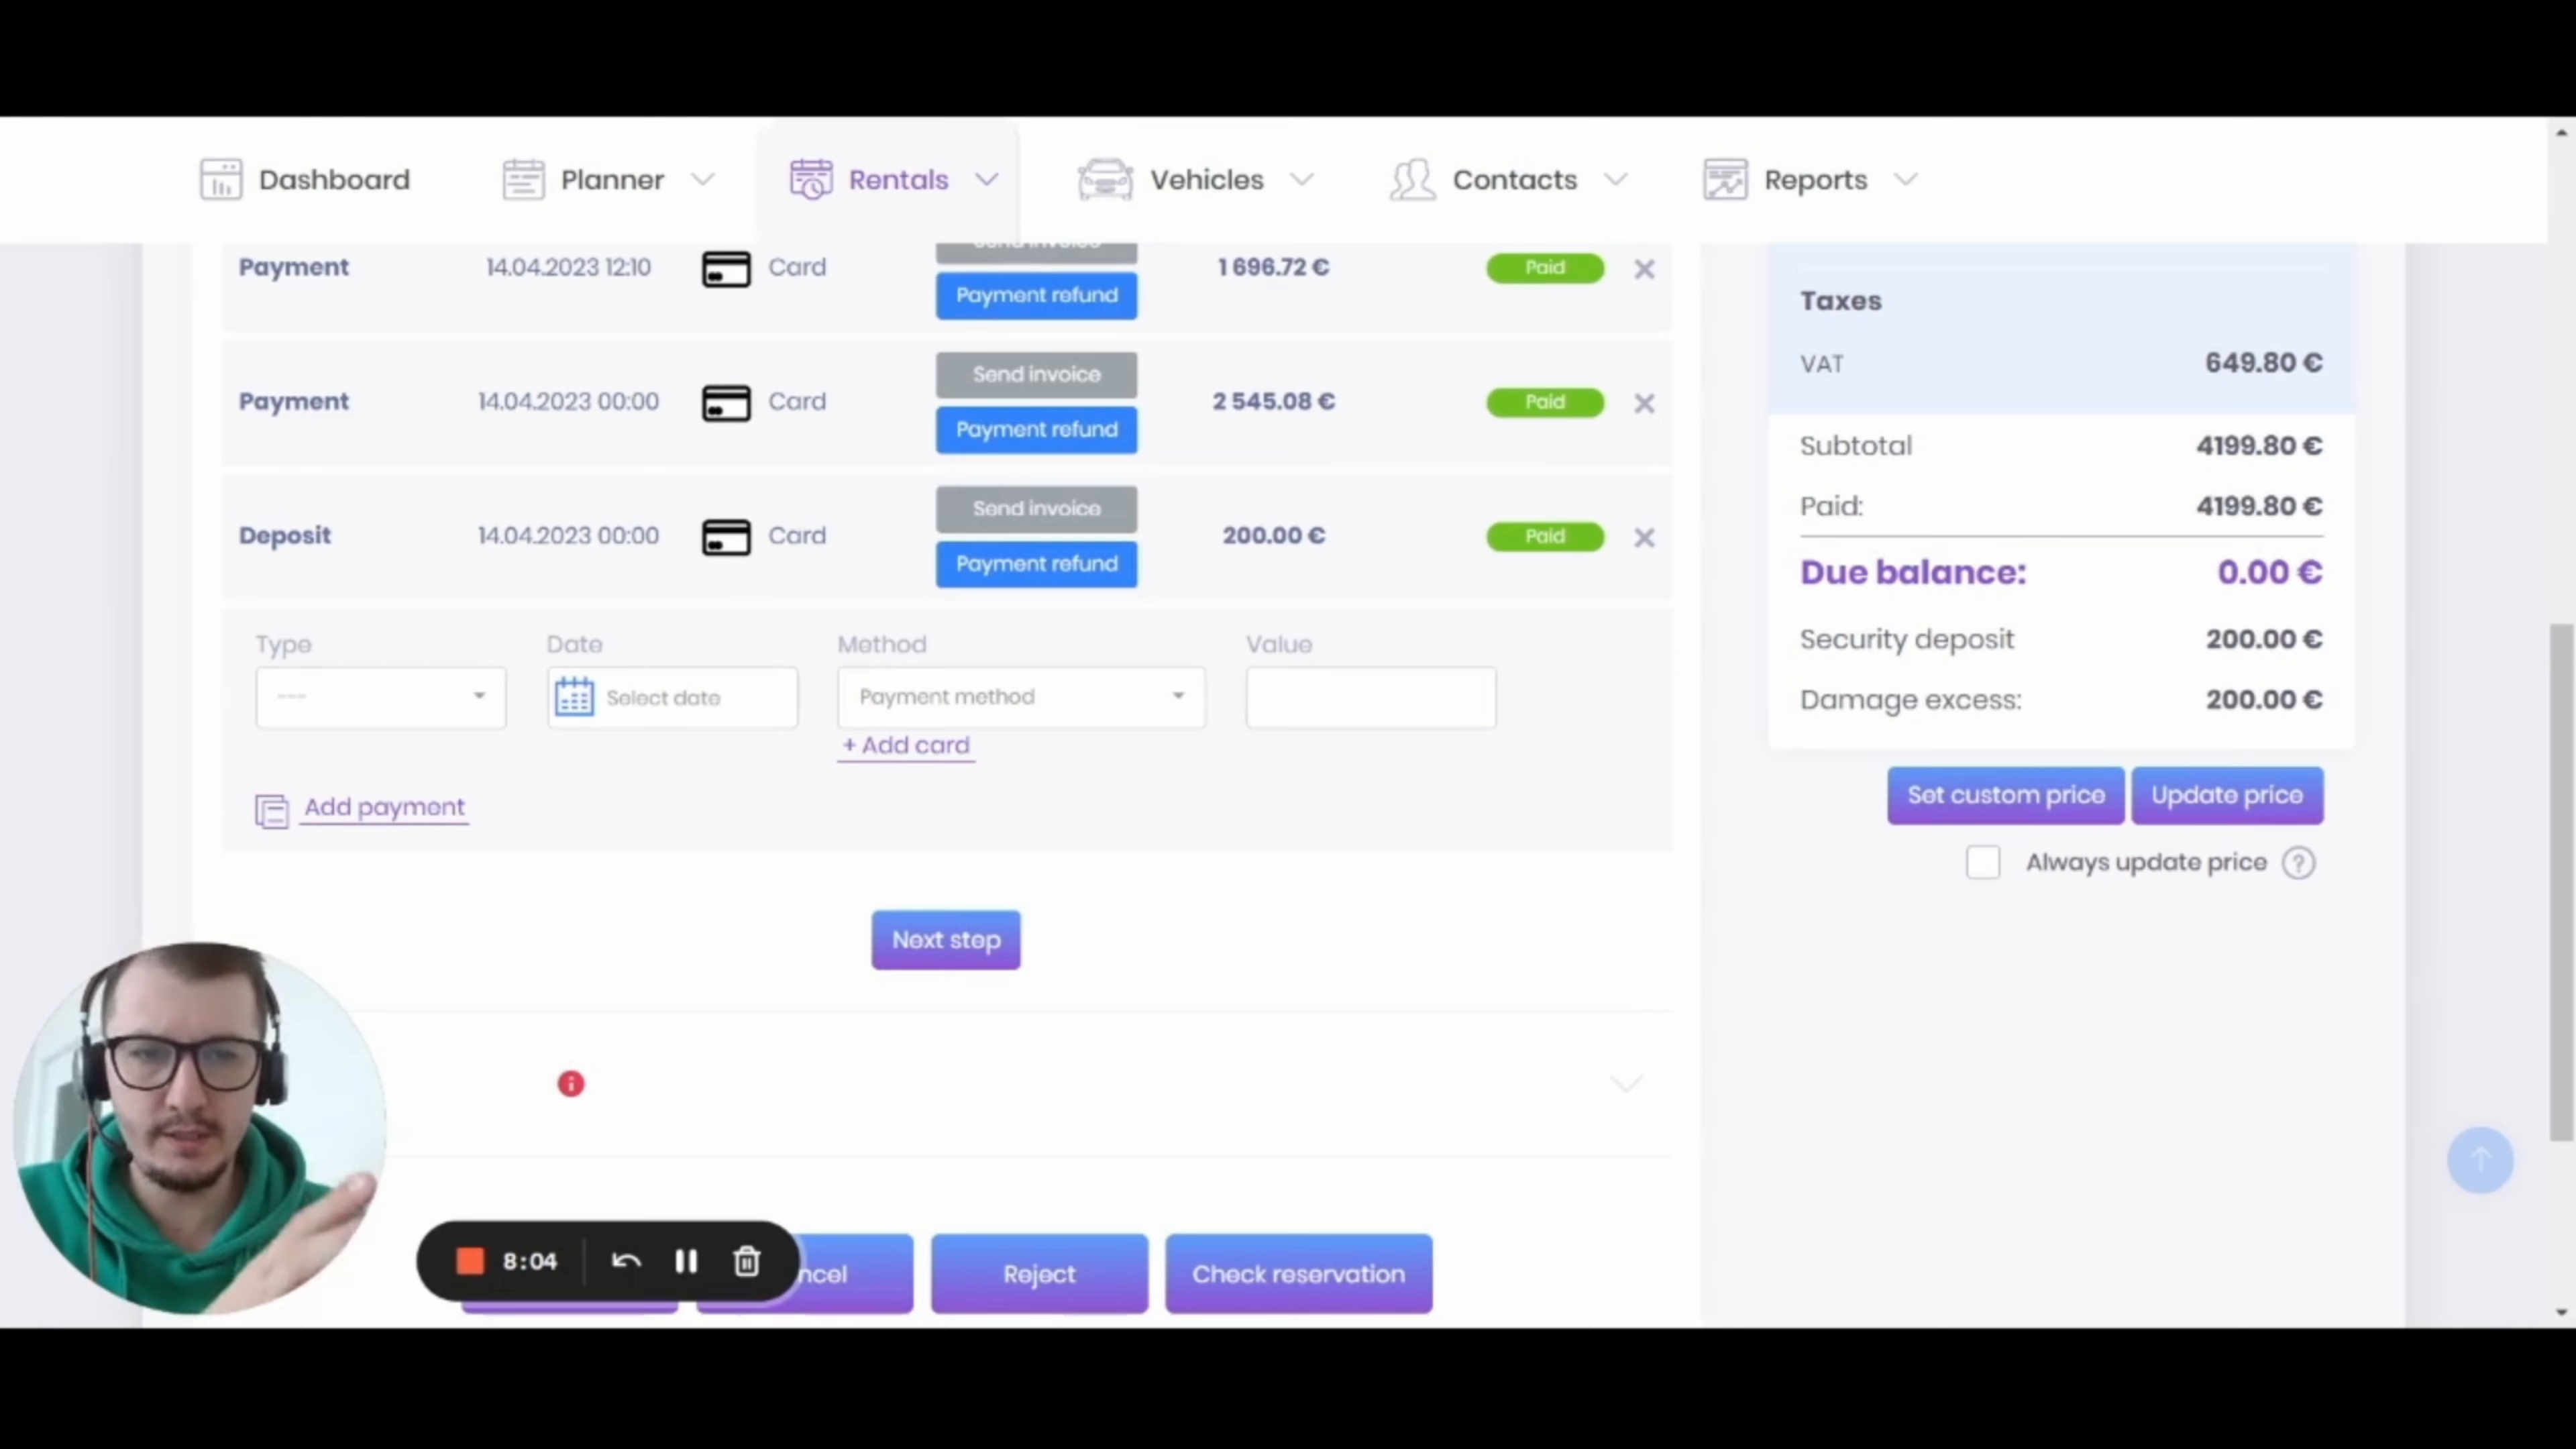 Dashboard
Planner
Rentals
Vehicles
Contacts
Reports
Payment 14.04.2023 12:10 Card 1 696.72 € Paid
Payment refund
Send invoice
Payment 14.04.2023 00:00 Card 2 545.08 € Paid
Payment refund
Send invoice
Deposit 14.04.2023 00:00 Card 200.00 € Paid
Payment refund
Type Date Method Value
--- Select date Payment method
+ Add card
Add payment
Next step
8:04
Reject
Check reservation
Taxes
VAT 649.80 €
Subtotal 4199.80 €
Paid: 4199.80 €
Due balance: 0.00 €
Security deposit 200.00 €
Damage excess: 200.00 €
Set custom price Update price
Always update price ?